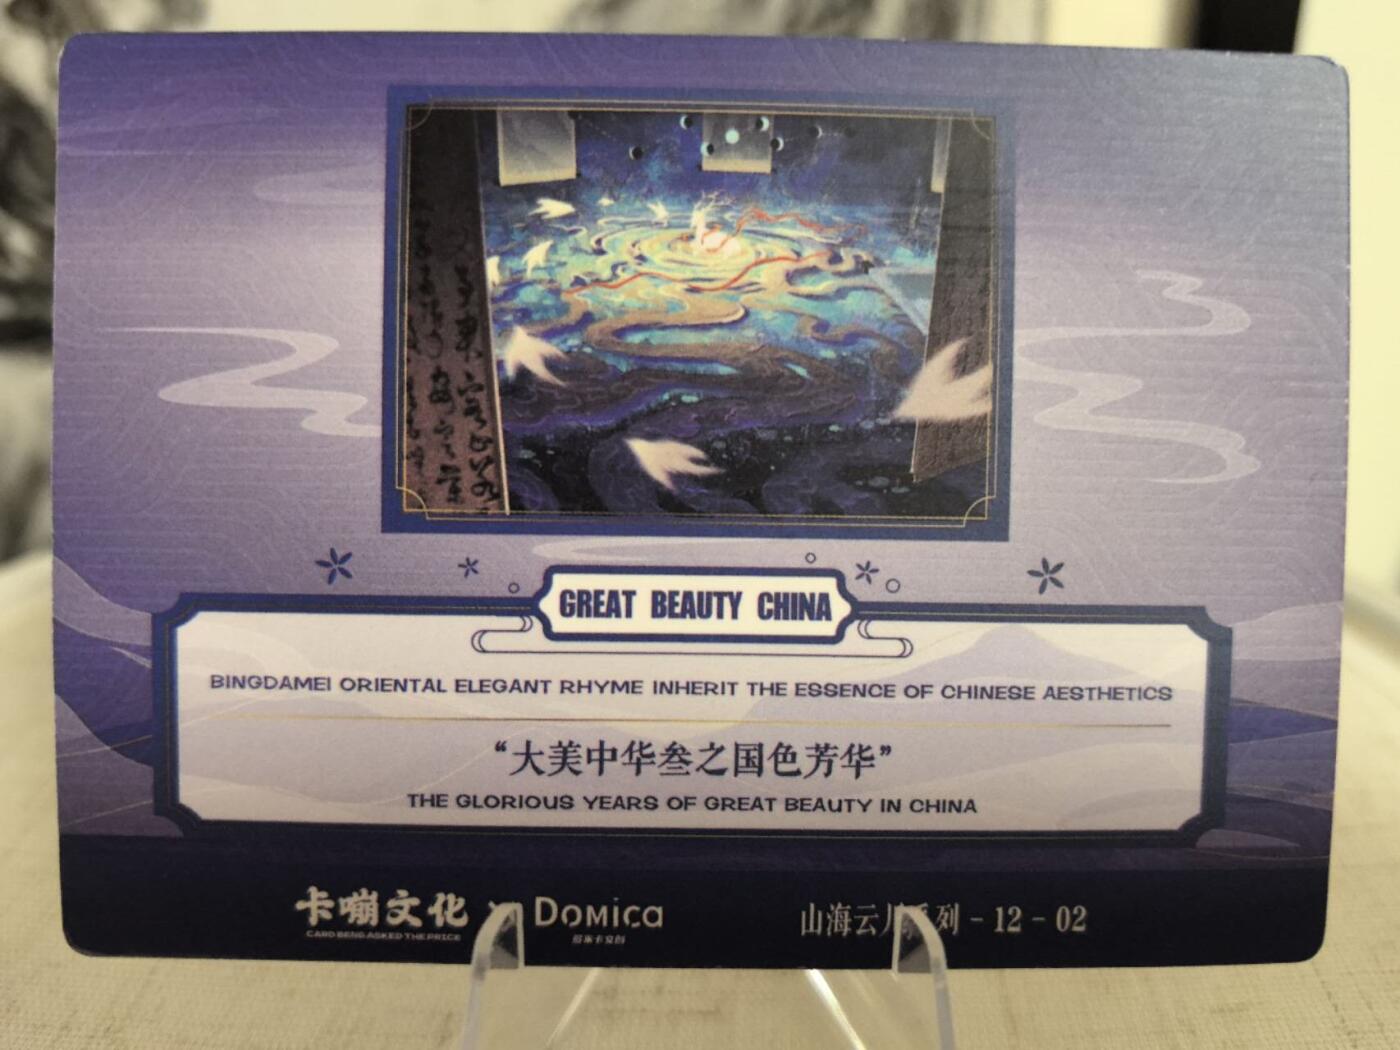 GREAT BEAUTY CHINA
BINGDAMEI ORIENTAL ELEGANT RHYME INHERIT THE ESSENCE OF CHINESE AESTHETICS
“大美中华叁之国色芳华”
THE GLORIOUS YEARS OF GREAT BEAUTY IN CHINA
卡嘣文化 × Domica
CARD BENG ASKED THE PRICE
山海云川系列 - 12 - 02